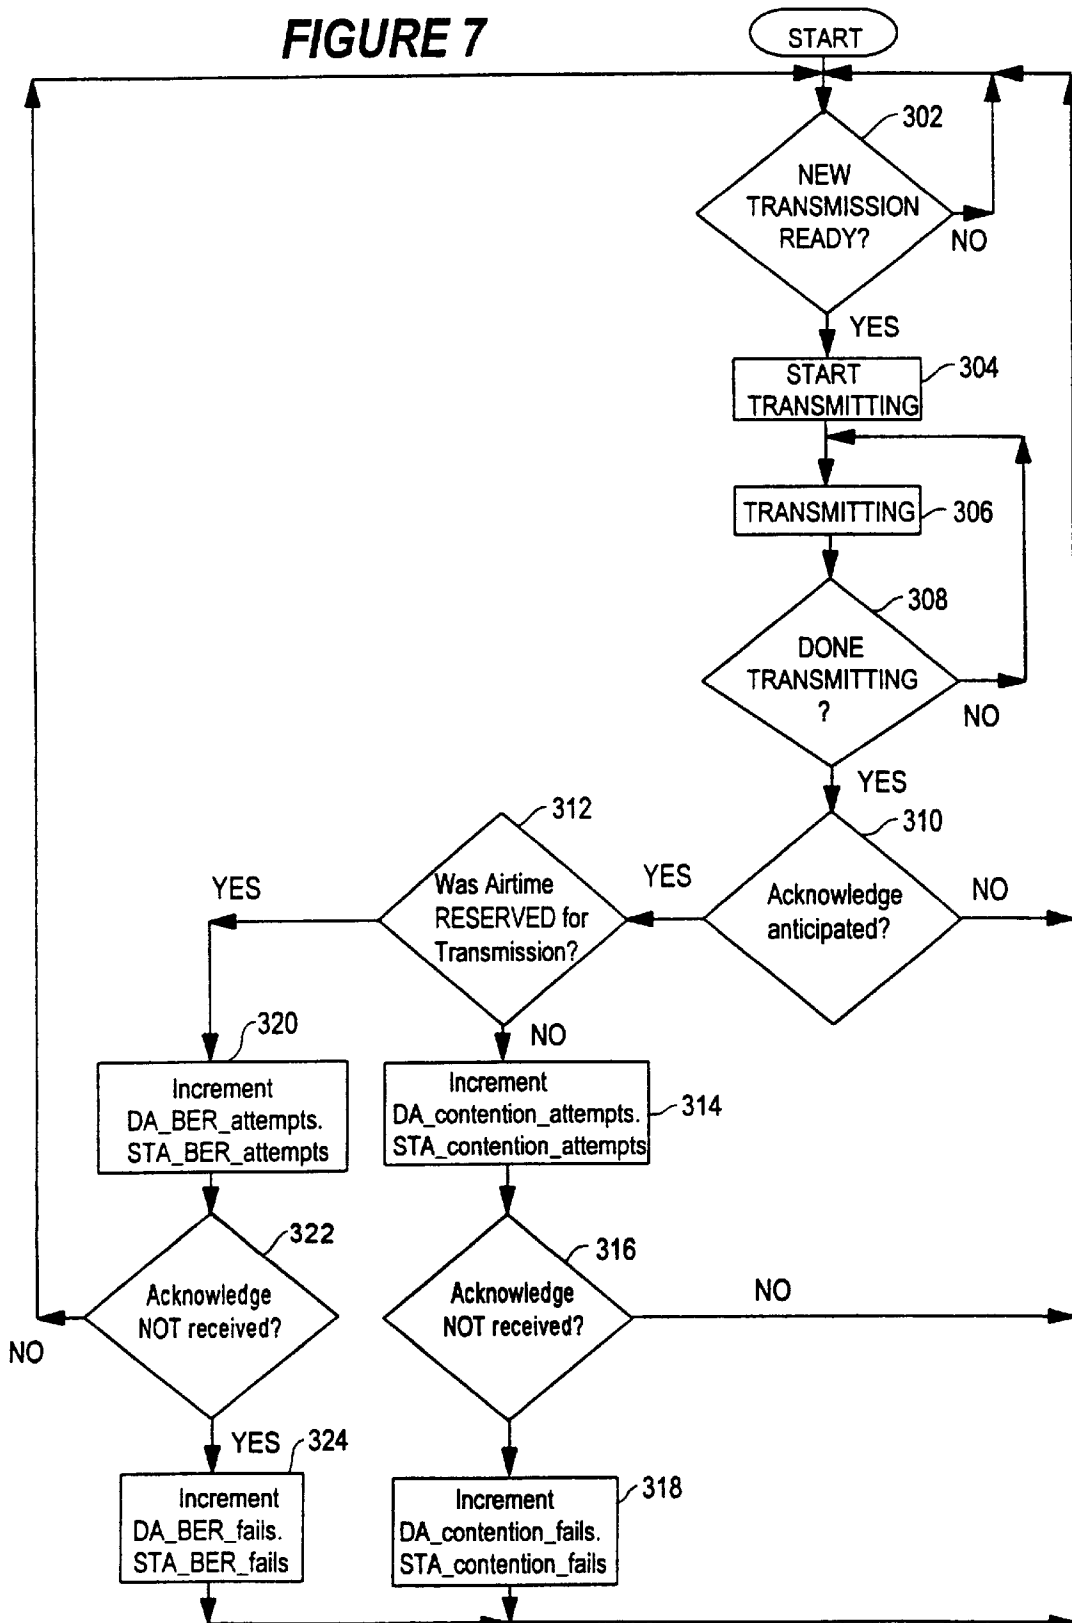 FIGURE 7
START
302
NEW
TRANSMISSION
READY?
NO
YES
START
TRANSMITTING
304
TRANSMITTING
306
308
DONE
TRANSMITTING
?
NO
YES
310
Acknowledge
anticipated?
NO
YES
312
Was Airtime
RESERVED for
Transmission?
YES
NO
320
Increment
DA_BER_attempts.
STA_BER_attempts
Increment
DA_contention_attempts.
STA_contention_attempts
314
322
Acknowledge
NOT received?
NO
YES
316
Acknowledge
NOT received?
NO
324
Increment
DA_BER_fails.
STA_BER_fails
Increment
DA_contention_fails.
STA_contention_fails
318